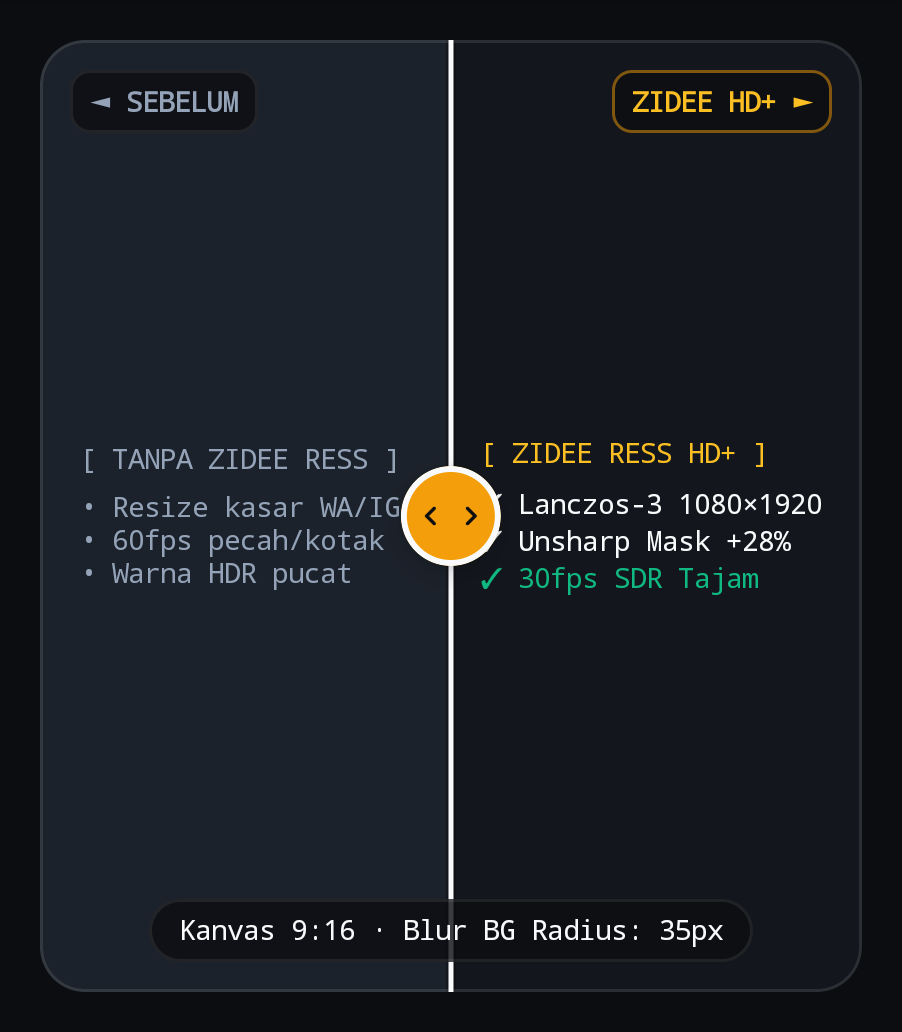 ◄ SEBELUM
ZIDEE HD+ ►
[ TANPA ZIDEE RESS ]
• Resize kasar WA/IG
• 60fps pecah/kotak
• Warna HDR pucat
[ ZIDEE RESS HD+ ]
✓ Lanczos-3 1080×1920
✓ Unsharp Mask +28%
✓ 30fps SDR Tajam
Kanvas 9:16 · Blur BG Radius: 35px